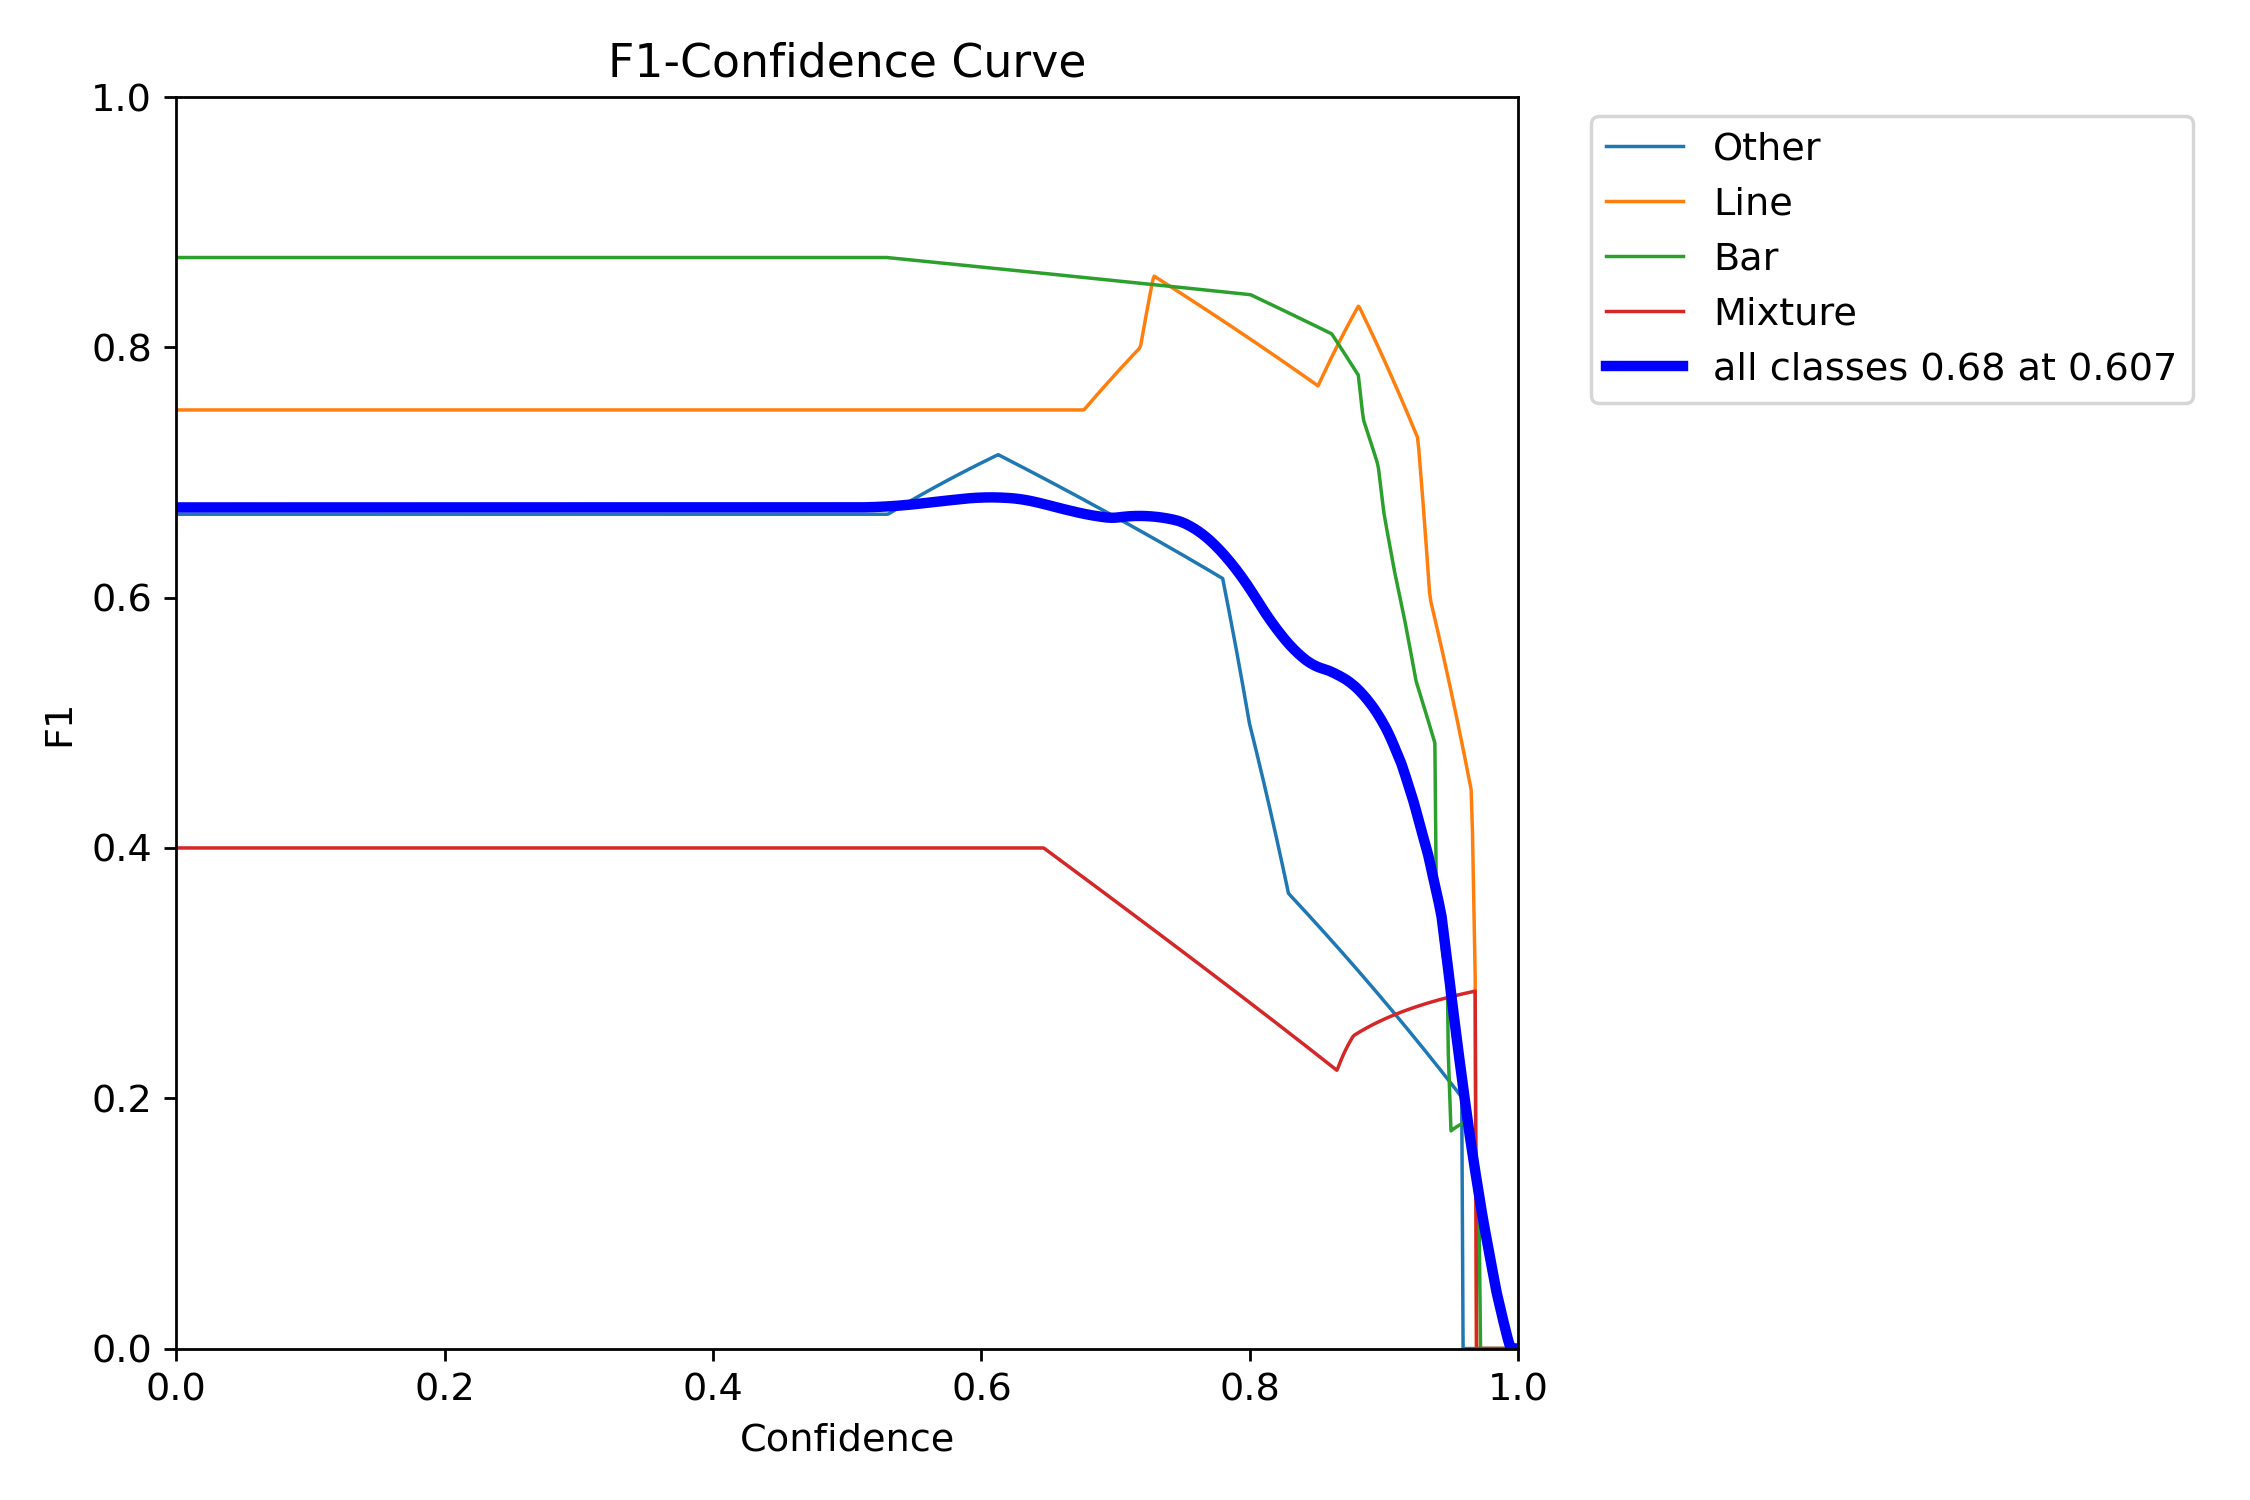 F1-Confidence Curve
1.0
0.8
0.6
0.4
0.2
0.0
F1
0.0 0.2 0.4 0.6 0.8 1.0
Confidence
Other
Line
Bar
Mixture
all classes 0.68 at 0.607